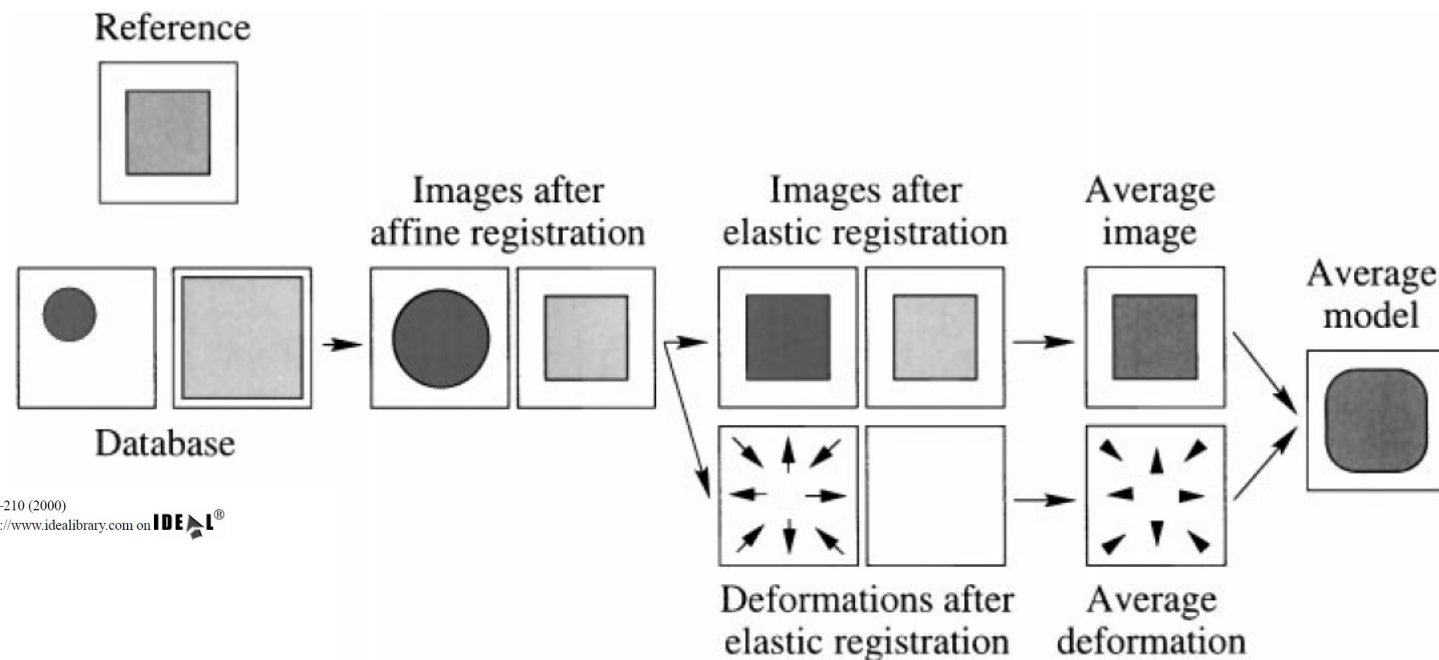 Reference
Images after
affine registration
Images after
elastic registration
Average
image
Average
model
Database
-210 (2000)
://www.idealibrary.com on IDEAL®
Deformations after
elastic registration
Average
deformation